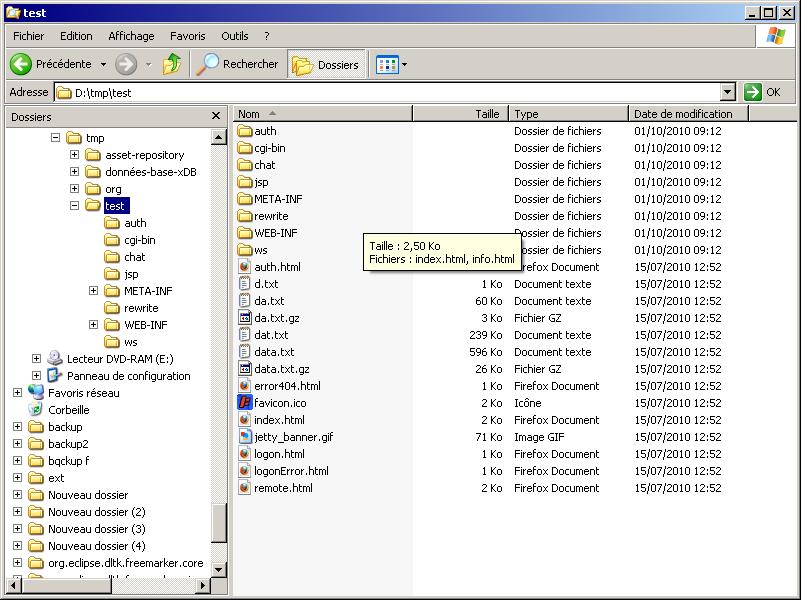 test
Fichier Edition Affichage Favoris Outils ?
Précédente Rechercher Dossiers
Adresse D:\tmp\test OK
Dossiers
tmp
asset-repository
données-base-xDB
org
test
auth
cgi-bin
chat
jsp
META-INF
rewrite
WEB-INF
ws
Lecteur DVD-RAM (E:)
Panneau de configuration
Favoris réseau
Corbeille
backup
backup2
bqckup f
ext
Nouveau dossier
Nouveau dossier (2)
Nouveau dossier (3)
Nouveau dossier (4)
org.eclipse.dltk.freemarker.core
Nom Taille Type Date de modification
auth Dossier de fichiers 01/10/2010 09:12
cgi-bin Dossier de fichiers 01/10/2010 09:12
chat Dossier de fichiers 01/10/2010 09:12
jsp Dossier de fichiers 01/10/2010 09:12
META-INF Dossier de fichiers 01/10/2010 09:12
rewrite Dossier de fichiers 01/10/2010 09:12
WEB-INF Dossier de fichiers 01/10/2010 09:12
ws ossier de fichiers 01/10/2010 09:12
Taille : 2,50 Ko
Fichiers : index.html, info.html
auth.html Firefox Document 15/07/2010 12:52
d.txt 1 Ko Document texte 15/07/2010 12:52
da.txt 60 Ko Document texte 15/07/2010 12:52
da.txt.gz 3 Ko Fichier GZ 15/07/2010 12:52
dat.txt 239 Ko Document texte 15/07/2010 12:52
data.txt 596 Ko Document texte 15/07/2010 12:52
data.txt.gz 26 Ko Fichier GZ 15/07/2010 12:52
error404.html 1 Ko Firefox Document 15/07/2010 12:52
favicon.ico 2 Ko Icône 15/07/2010 12:52
index.html 2 Ko Firefox Document 15/07/2010 12:52
jetty_banner.gif 71 Ko Image GIF 15/07/2010 12:52
logon.html 1 Ko Firefox Document 15/07/2010 12:52
logonError.html 1 Ko Firefox Document 15/07/2010 12:52
remote.html 2 Ko Firefox Document 15/07/2010 12:52